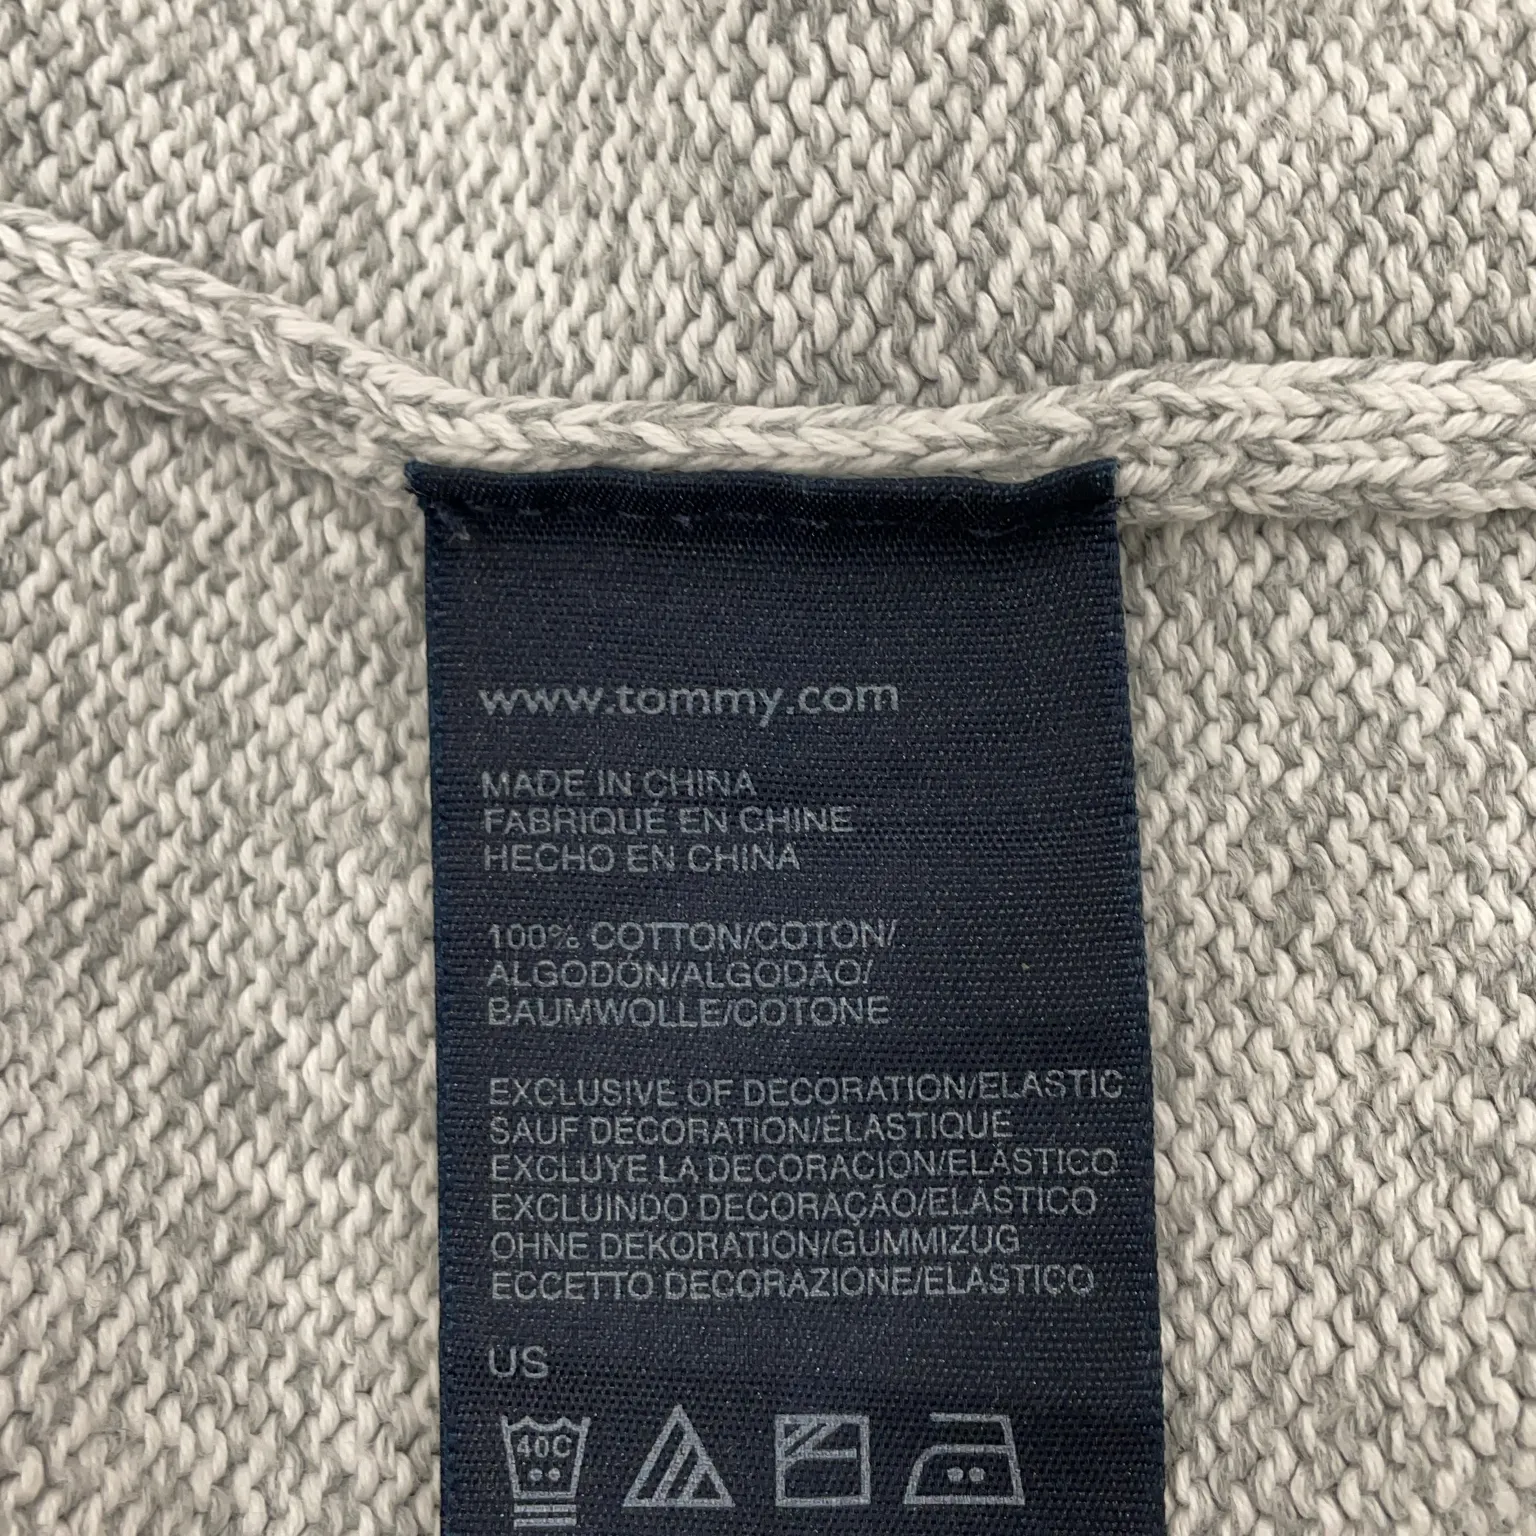 www.tommy.com
MADE IN CHINA
FABRIQUÉ EN CHINE
HECHO EN CHINA
100% COTTON/COTON/
ALGODÓN/ALGODÃO/
BAUMWOLLE/COTONE
EXCLUSIVE OF DECORATION/ELASTIC
SAUF DÉCORATION/ÉLASTIQUE
EXCLUYE LA DECORACIÓN/ELÁSTICO
EXCLUINDO DECORAÇÃO/ELÁSTICO
OHNE DEKORATION/GUMMIZUG
ECCETTO DECORAZIONE/ELASTICO
US
40C